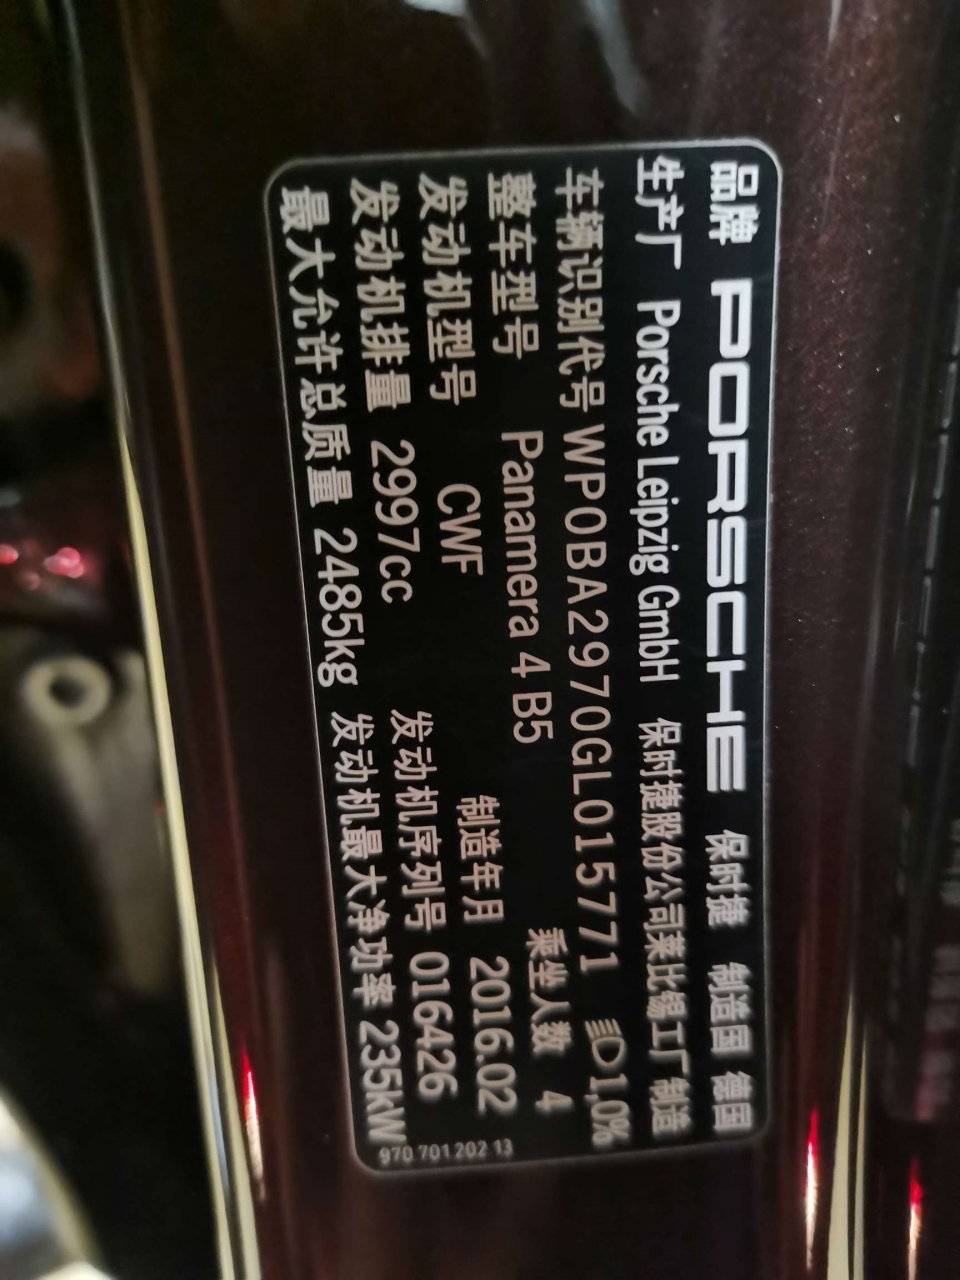 品牌 PORSCHE 保时捷 制造国 德国
生产厂 Porsche Leipzig GmbH 保时捷股份公司莱比锡工厂制造
车辆识别代号 WP0BA2970GL015771 1,0%
整车型号 Panamera 4 B5 乘坐人数 4
发动机型号 CWF 制造年月 2016.02
发动机排量 2997cc 发动机序列号 016426
最大允许总质量 2485kg 发动机最大净功率 235kW
970 701 202 13